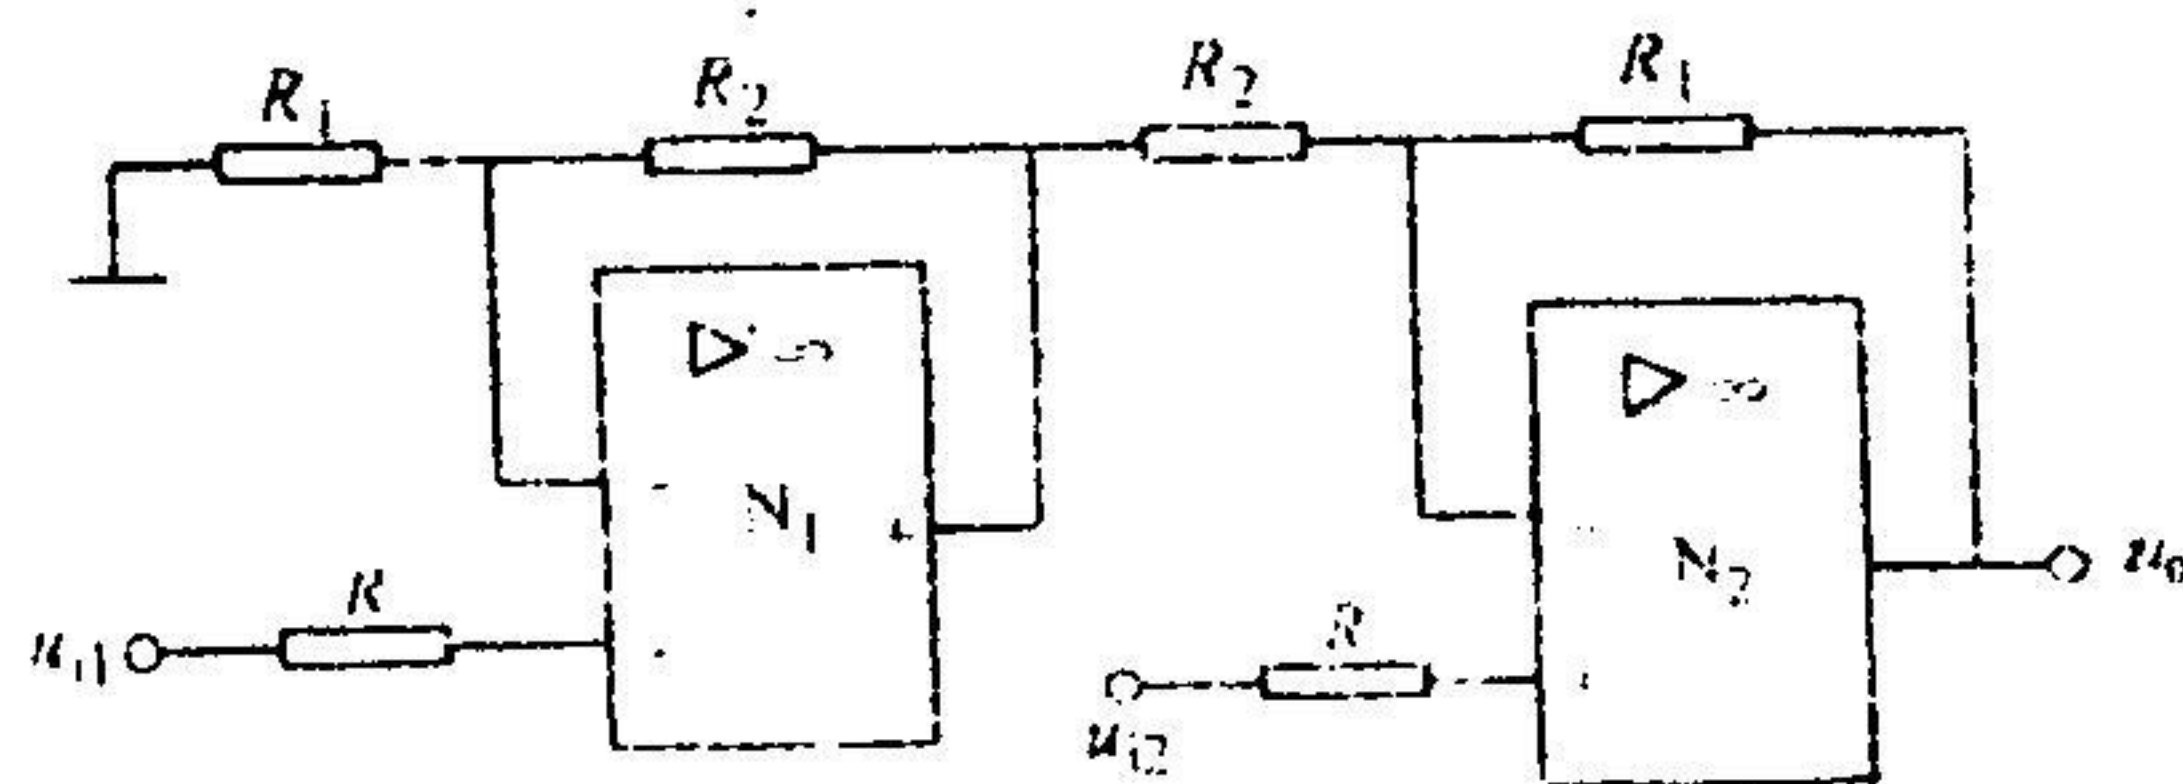 R1 R2 R2 R1
▷ ∞
▷ ∞
N1 +
N2
R
R
ui1
ui2
uo